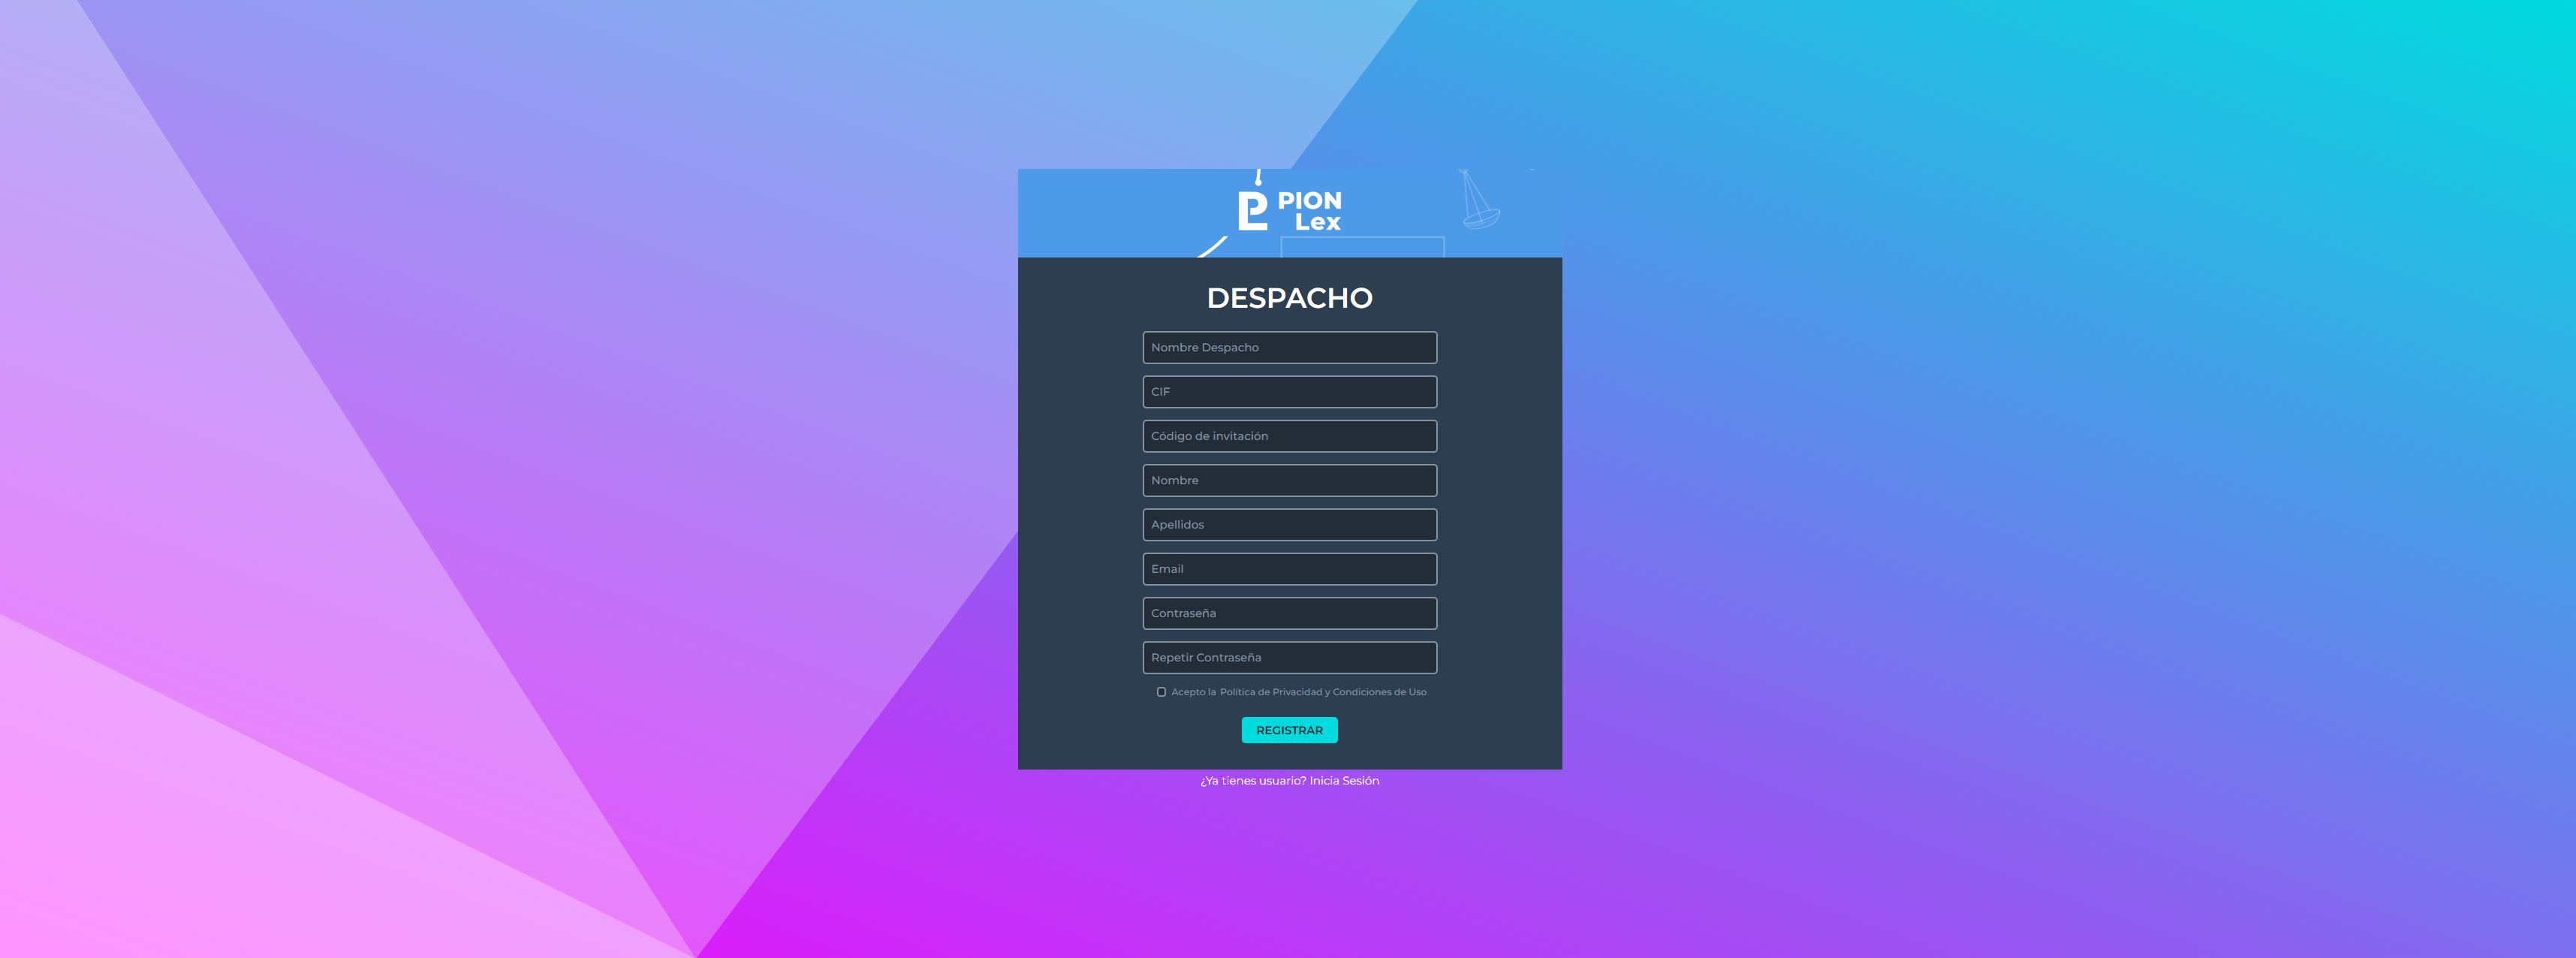 PION
Lex
DESPACHO
Nombre Despacho
CIF
Código de invitación
Nombre
Apellidos
Email
Contraseña
Repetir Contraseña
Acepto la Política de Privacidad y Condiciones de Uso
REGISTRAR
¿Ya tienes usuario? Inicia Sesión